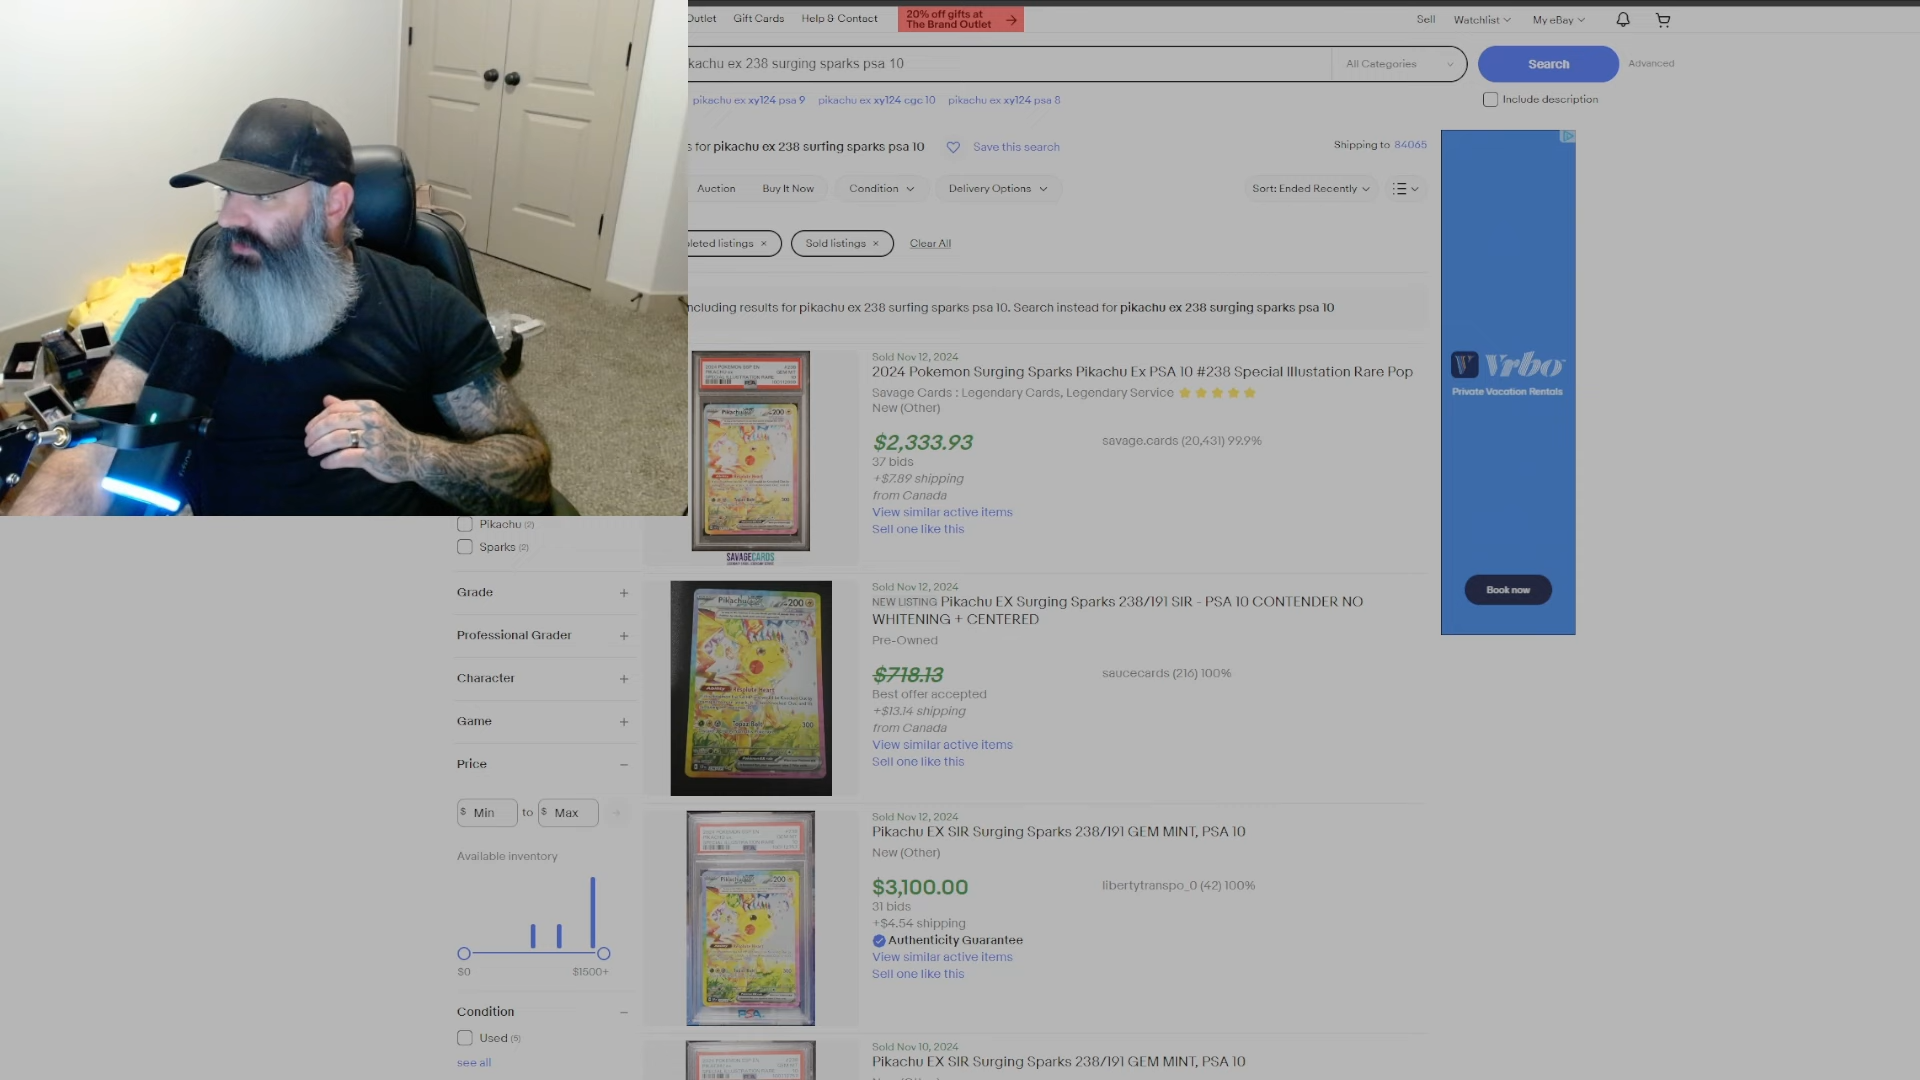 Outlet Gift Cards Help & Contact
20% off gifts at
The Brand Outlet
Sell Watchlist My eBay
kachu ex 238 surging sparks psa 10
All Categories
Search
Advanced
pikachu ex xy124 psa 9 pikachu ex xy124 cgc 10 pikachu ex xy124 psa 8
Include description
s for pikachu ex 238 surfing sparks psa 10
Save this search
Shipping to 84065
Auction Buy It Now Condition Delivery Options
Sort: Ended Recently
leted listings × Sold listings × Clear All
ncluding results for pikachu ex 238 surfing sparks psa 10. Search instead for pikachu ex 238 surging sparks psa 10
Sold Nov 12, 2024
2024 Pokemon Surging Sparks Pikachu Ex PSA 10 #238 Special Illustation Rare Pop
Savage Cards : Legendary Cards, Legendary Service
New (Other)
$2,333.93
savage.cards (20,431) 99.9%
37 bids
+$7.89 shipping
from Canada
View similar active items
Sell one like this
SAVAGECARDS
Sold Nov 12, 2024
NEW LISTING Pikachu EX Surging Sparks 238/191 SIR - PSA 10 CONTENDER NO
WHITENING + CENTERED
Pre-Owned
$718.13
saucecards (216) 100%
Best offer accepted
+$13.14 shipping
from Canada
View similar active items
Sell one like this
Sold Nov 12, 2024
Pikachu EX SIR Surging Sparks 238/191 GEM MINT, PSA 10
New (Other)
$3,100.00
libertytranspo_0 (42) 100%
31 bids
+$4.54 shipping
Authenticity Guarantee
View similar active items
Sell one like this
Sold Nov 10, 2024
Pikachu EX SIR Surging Sparks 238/191 GEM MINT, PSA 10
Pikachu (2)
Sparks (2)
Grade
Professional Grader
Character
Game
Price
$ Min to $ Max
Available inventory
$0 $1500+
Condition
Used (5)
see all
Vrbo
Private Vacation Rentals
Book now